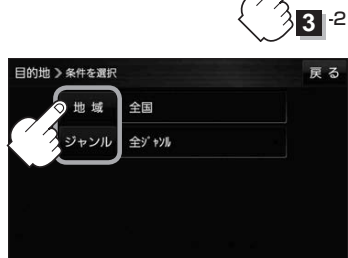 3 -2
目的地 > 条件を選択 戻る
地 域 全国
ジャンル 全ｼﾞｬﾝﾙ